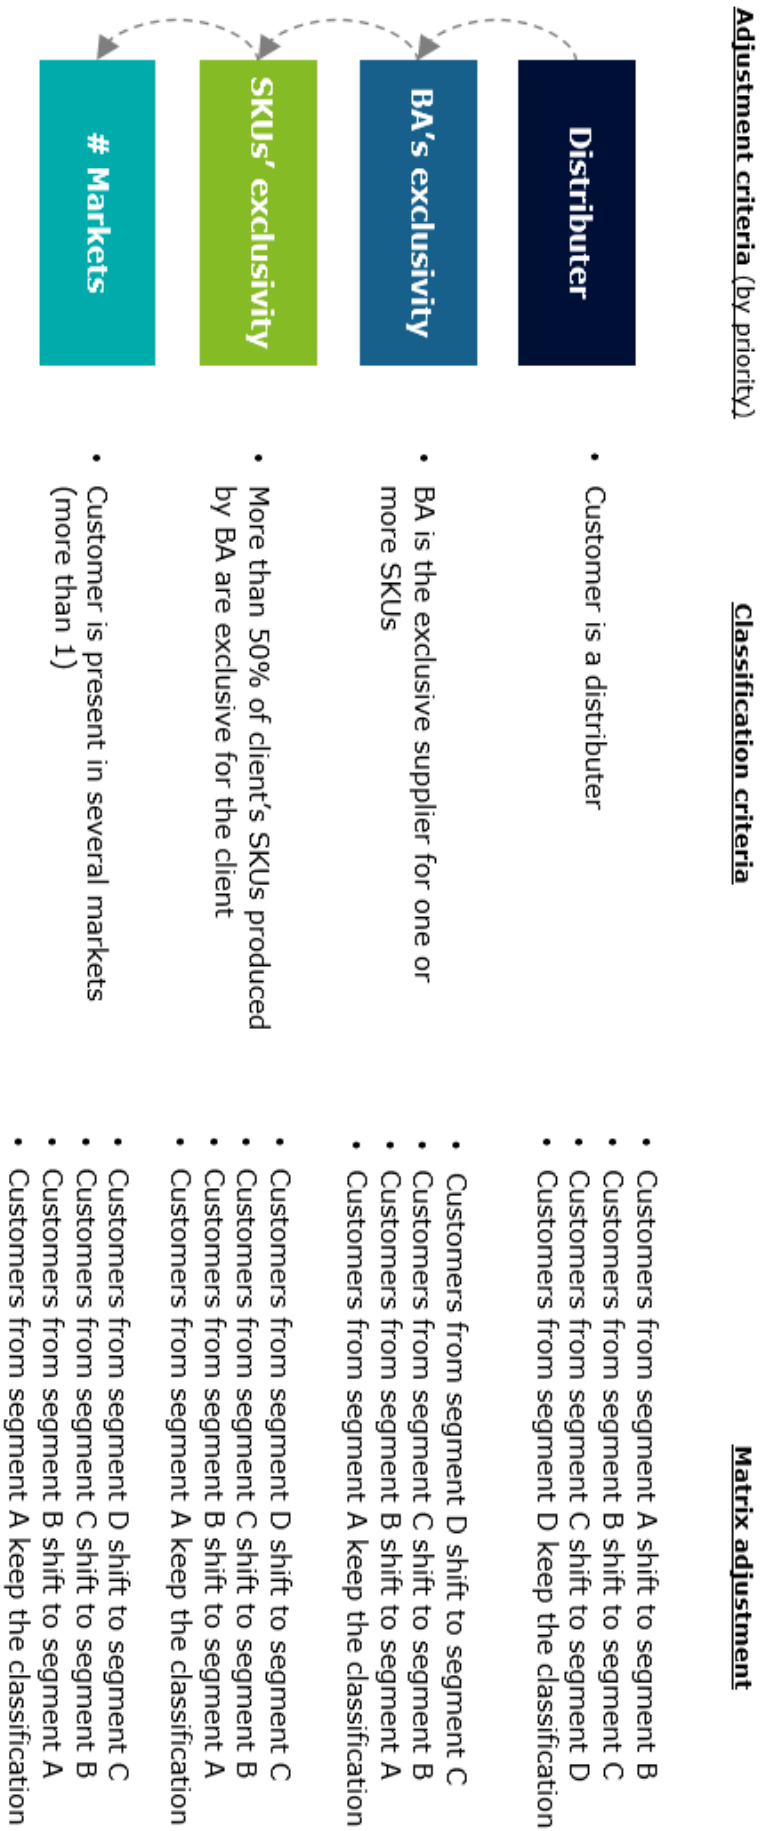 Adjustment criteria (by priority)
Classification criteria
Matrix adjustment
Distributer
• Customer is a distributer
• Customers from segment A shift to segment B
• Customers from segment B shift to segment C
• Customers from segment C shift to segment D
• Customers from segment D keep the classification
BA's exclusivity
• BA is the exclusive supplier for one or
more SKUs
• Customers from segment D shift to segment C
• Customers from segment C shift to segment B
• Customers from segment B shift to segment A
• Customers from segment A keep the classification
SKUs' exclusivity
• More than 50% of client's SKUs produced
by BA are exclusive for the client
• Customers from segment D shift to segment C
• Customers from segment C shift to segment B
• Customers from segment B shift to segment A
• Customers from segment A keep the classification
# Markets
• Customer is present in several markets
(more than 1)
• Customers from segment D shift to segment C
• Customers from segment C shift to segment B
• Customers from segment B shift to segment A
• Customers from segment A keep the classification